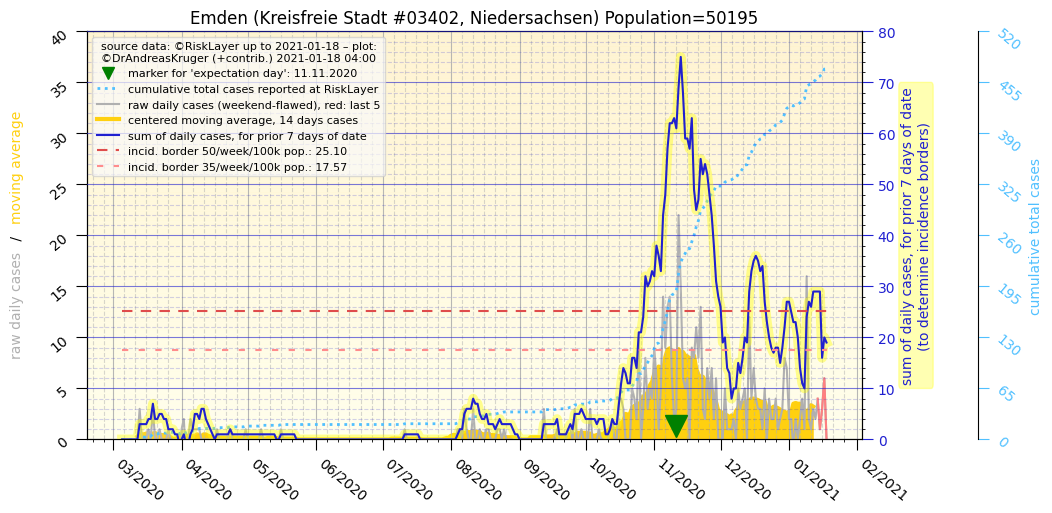 Emden (Kreisfreie Stadt #03402, Niedersachsen) Population=50195
source data: ©RiskLayer up to 2021-01-18 – plot:
©DrAndreasKruger (+contrib.) 2021-01-18 04:00
marker for 'expectation day': 11.11.2020
cumulative total cases reported at RiskLayer
raw daily cases (weekend-flawed), red: last 5
centered moving average, 14 days cases
sum of daily cases, for prior 7 days of date
incid. border 50/week/100k pop.: 25.10
incid. border 35/week/100k pop.: 17.57
raw daily cases / moving average
40
35
30
25
20
15
10
5
0
80
70
60
50
40
30
20
10
0
sum of daily cases, for prior 7 days of date
(to determine incidence borders)
520
455
390
325
260
195
130
65
0
cumulative total cases
03/2020
04/2020
05/2020
06/2020
07/2020
08/2020
09/2020
10/2020
11/2020
12/2020
01/2021
02/2021